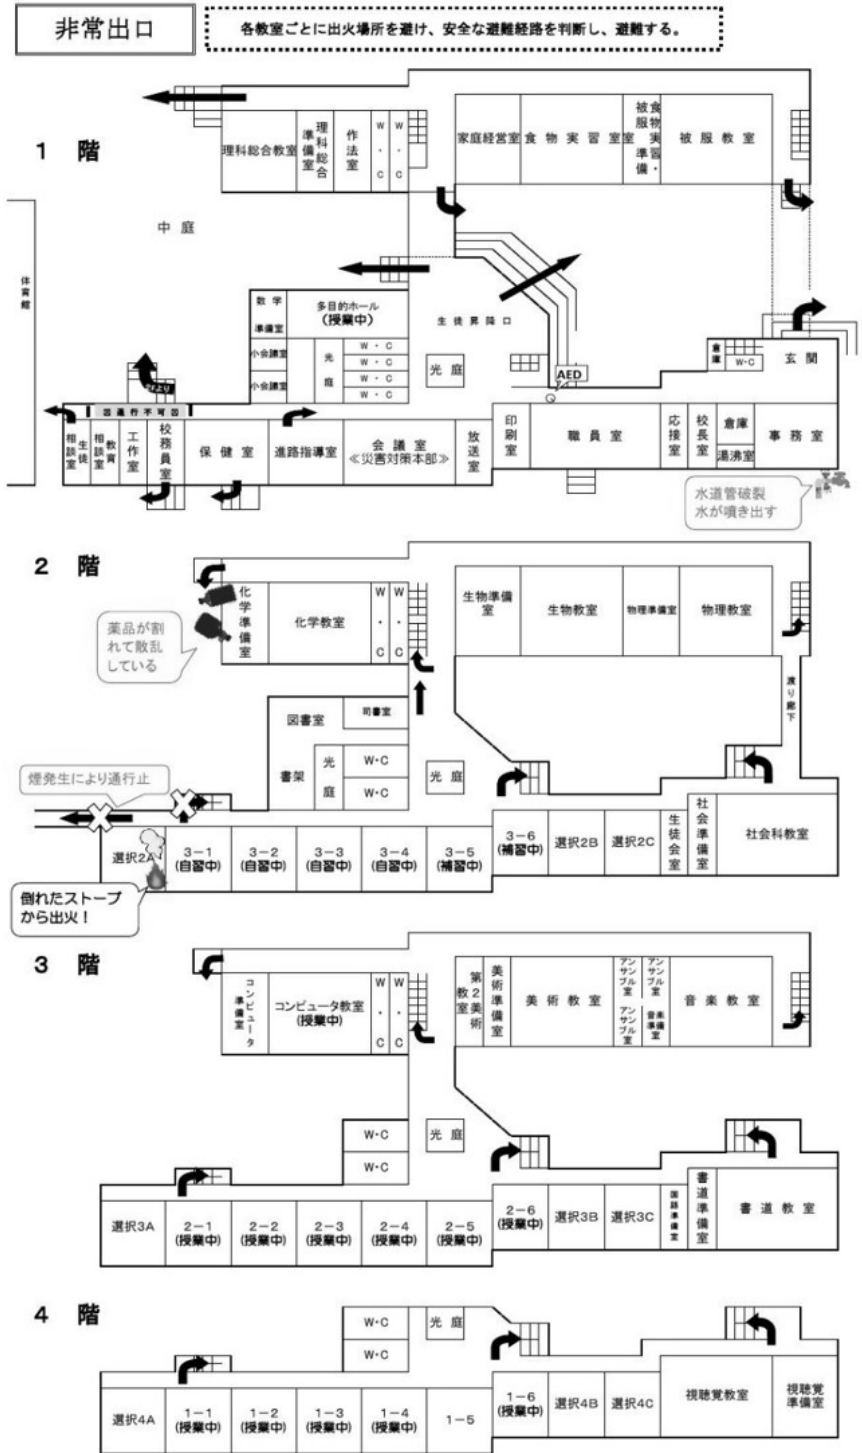 非常出口
各教室ごとに出火場所を避け、安全な避難経路を判断し、避難する。
1 階
理科総合教室
理科総合準備室
作法室
W・C
W・C
家庭経営室
食物実習室
食物実習・被服準備室
被服教室
中庭
体育館
数学準備室
多目的ホール
(授業中)
小会議室
小会議室
光庭
W・C
W・C
W・C
W・C
生徒昇降口
光庭
AED
倉庫
W・C
玄関
2Fより
図通行不可図
生徒相談室
教育相談室
工作室
校務員室
保健室
進路指導室
会議室
≪災害対策本部≫
放送室
印刷室
職員室
応接室
校長室
倉庫
湯沸室
事務室
水道管破裂
水が噴き出す
2 階
化学準備室
化学教室
W・C
W・C
生物準備室
生物教室
物理準備室
物理教室
薬品が割
れて散乱
している
渡り廊下
図書室
司書室
書架
光庭
W・C
W・C
光庭
煙発生により通行止
選択2A
3-1
(自習中)
3-2
(自習中)
3-3
(自習中)
3-4
(自習中)
3-5
(補習中)
3-6
(補習中)
選択2B
選択2C
生徒会室
社会準備室
社会科教室
倒れたストーブ
から出火！
3 階
コンピュータ準備室
コンピュータ教室
(授業中)
W・C
W・C
第2美術教室
美術準備室
美術教室
アンサンブル室
アンサンブル室
アンサンブル室
音楽準備室
音楽教室
W・C
W・C
光庭
選択3A
2-1
(授業中)
2-2
(授業中)
2-3
(授業中)
2-4
(授業中)
2-5
(授業中)
2-6
(授業中)
選択3B
選択3C
書道準備室
書道教室
4 階
W・C
W・C
光庭
選択4A
1-1
(授業中)
1-2
(授業中)
1-3
(授業中)
1-4
(授業中)
1-5
1-6
(授業中)
選択4B
選択4C
視聴覚教室
視聴覚
準備室